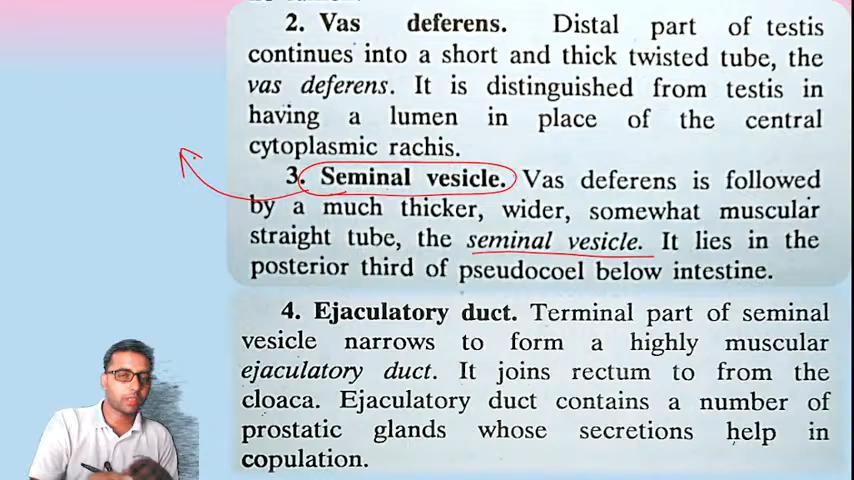 2. Vas deferens. Distal part of testis
continues into a short and thick twisted tube, the
vas deferens. It is distinguished from testis in
having a lumen in place of the central
cytoplasmic rachis.
3. Seminal vesicle. Vas deferens is followed
by a much thicker, wider, somewhat muscular
straight tube, the seminal vesicle. It lies in the
posterior third of pseudocoel below intestine.
4. Ejaculatory duct. Terminal part of seminal
vesicle narrows to form a highly muscular
ejaculatory duct. It joins rectum to from the
cloaca. Ejaculatory duct contains a number of
prostatic glands whose secretions help in
copulation.